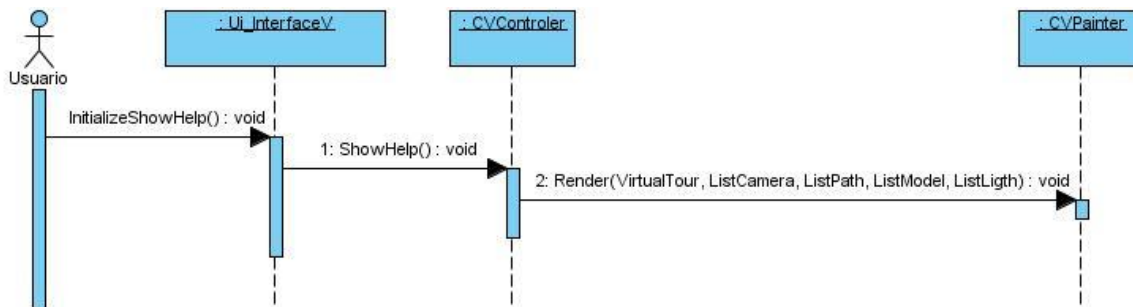 : Ui_InterfaceV
: CVControler
: CVPainter
Usuario
InitializeShowHelp() : void
1: ShowHelp() : void
2: Render(VirtualTour, ListCamera, ListPath, ListModel, ListLigth) : void